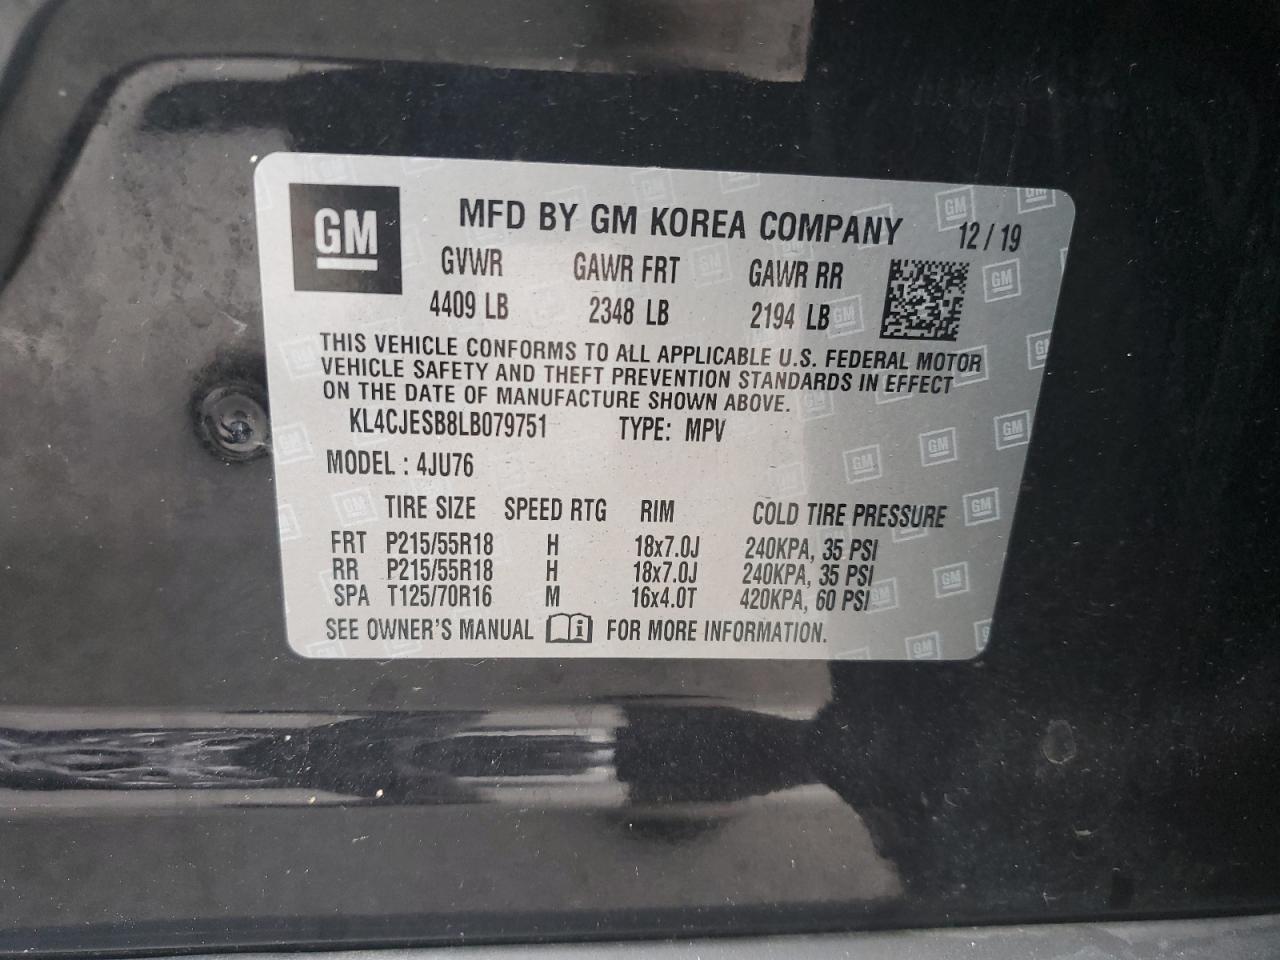 GM MFD BY GM KOREA COMPANY 12/19
GVWR GAWR FRT GAWR RR
4409 LB 2348 LB 2194 LB
THIS VEHICLE CONFORMS TO ALL APPLICABLE U.S. FEDERAL MOTOR
VEHICLE SAFETY AND THEFT PREVENTION STANDARDS IN EFFECT
ON THE DATE OF MANUFACTURE SHOWN ABOVE.
KL4CJESB8LB079751 TYPE: MPV
MODEL : 4JU76
TIRE SIZE SPEED RTG RIM COLD TIRE PRESSURE
FRT P215/55R18 H 18x7.0J 240KPA, 35 PSI
RR P215/55R18 H 18x7.0J 240KPA, 35 PSI
SPA T125/70R16 M 16x4.0T 420KPA, 60 PSI
SEE OWNER'S MANUAL FOR MORE INFORMATION.